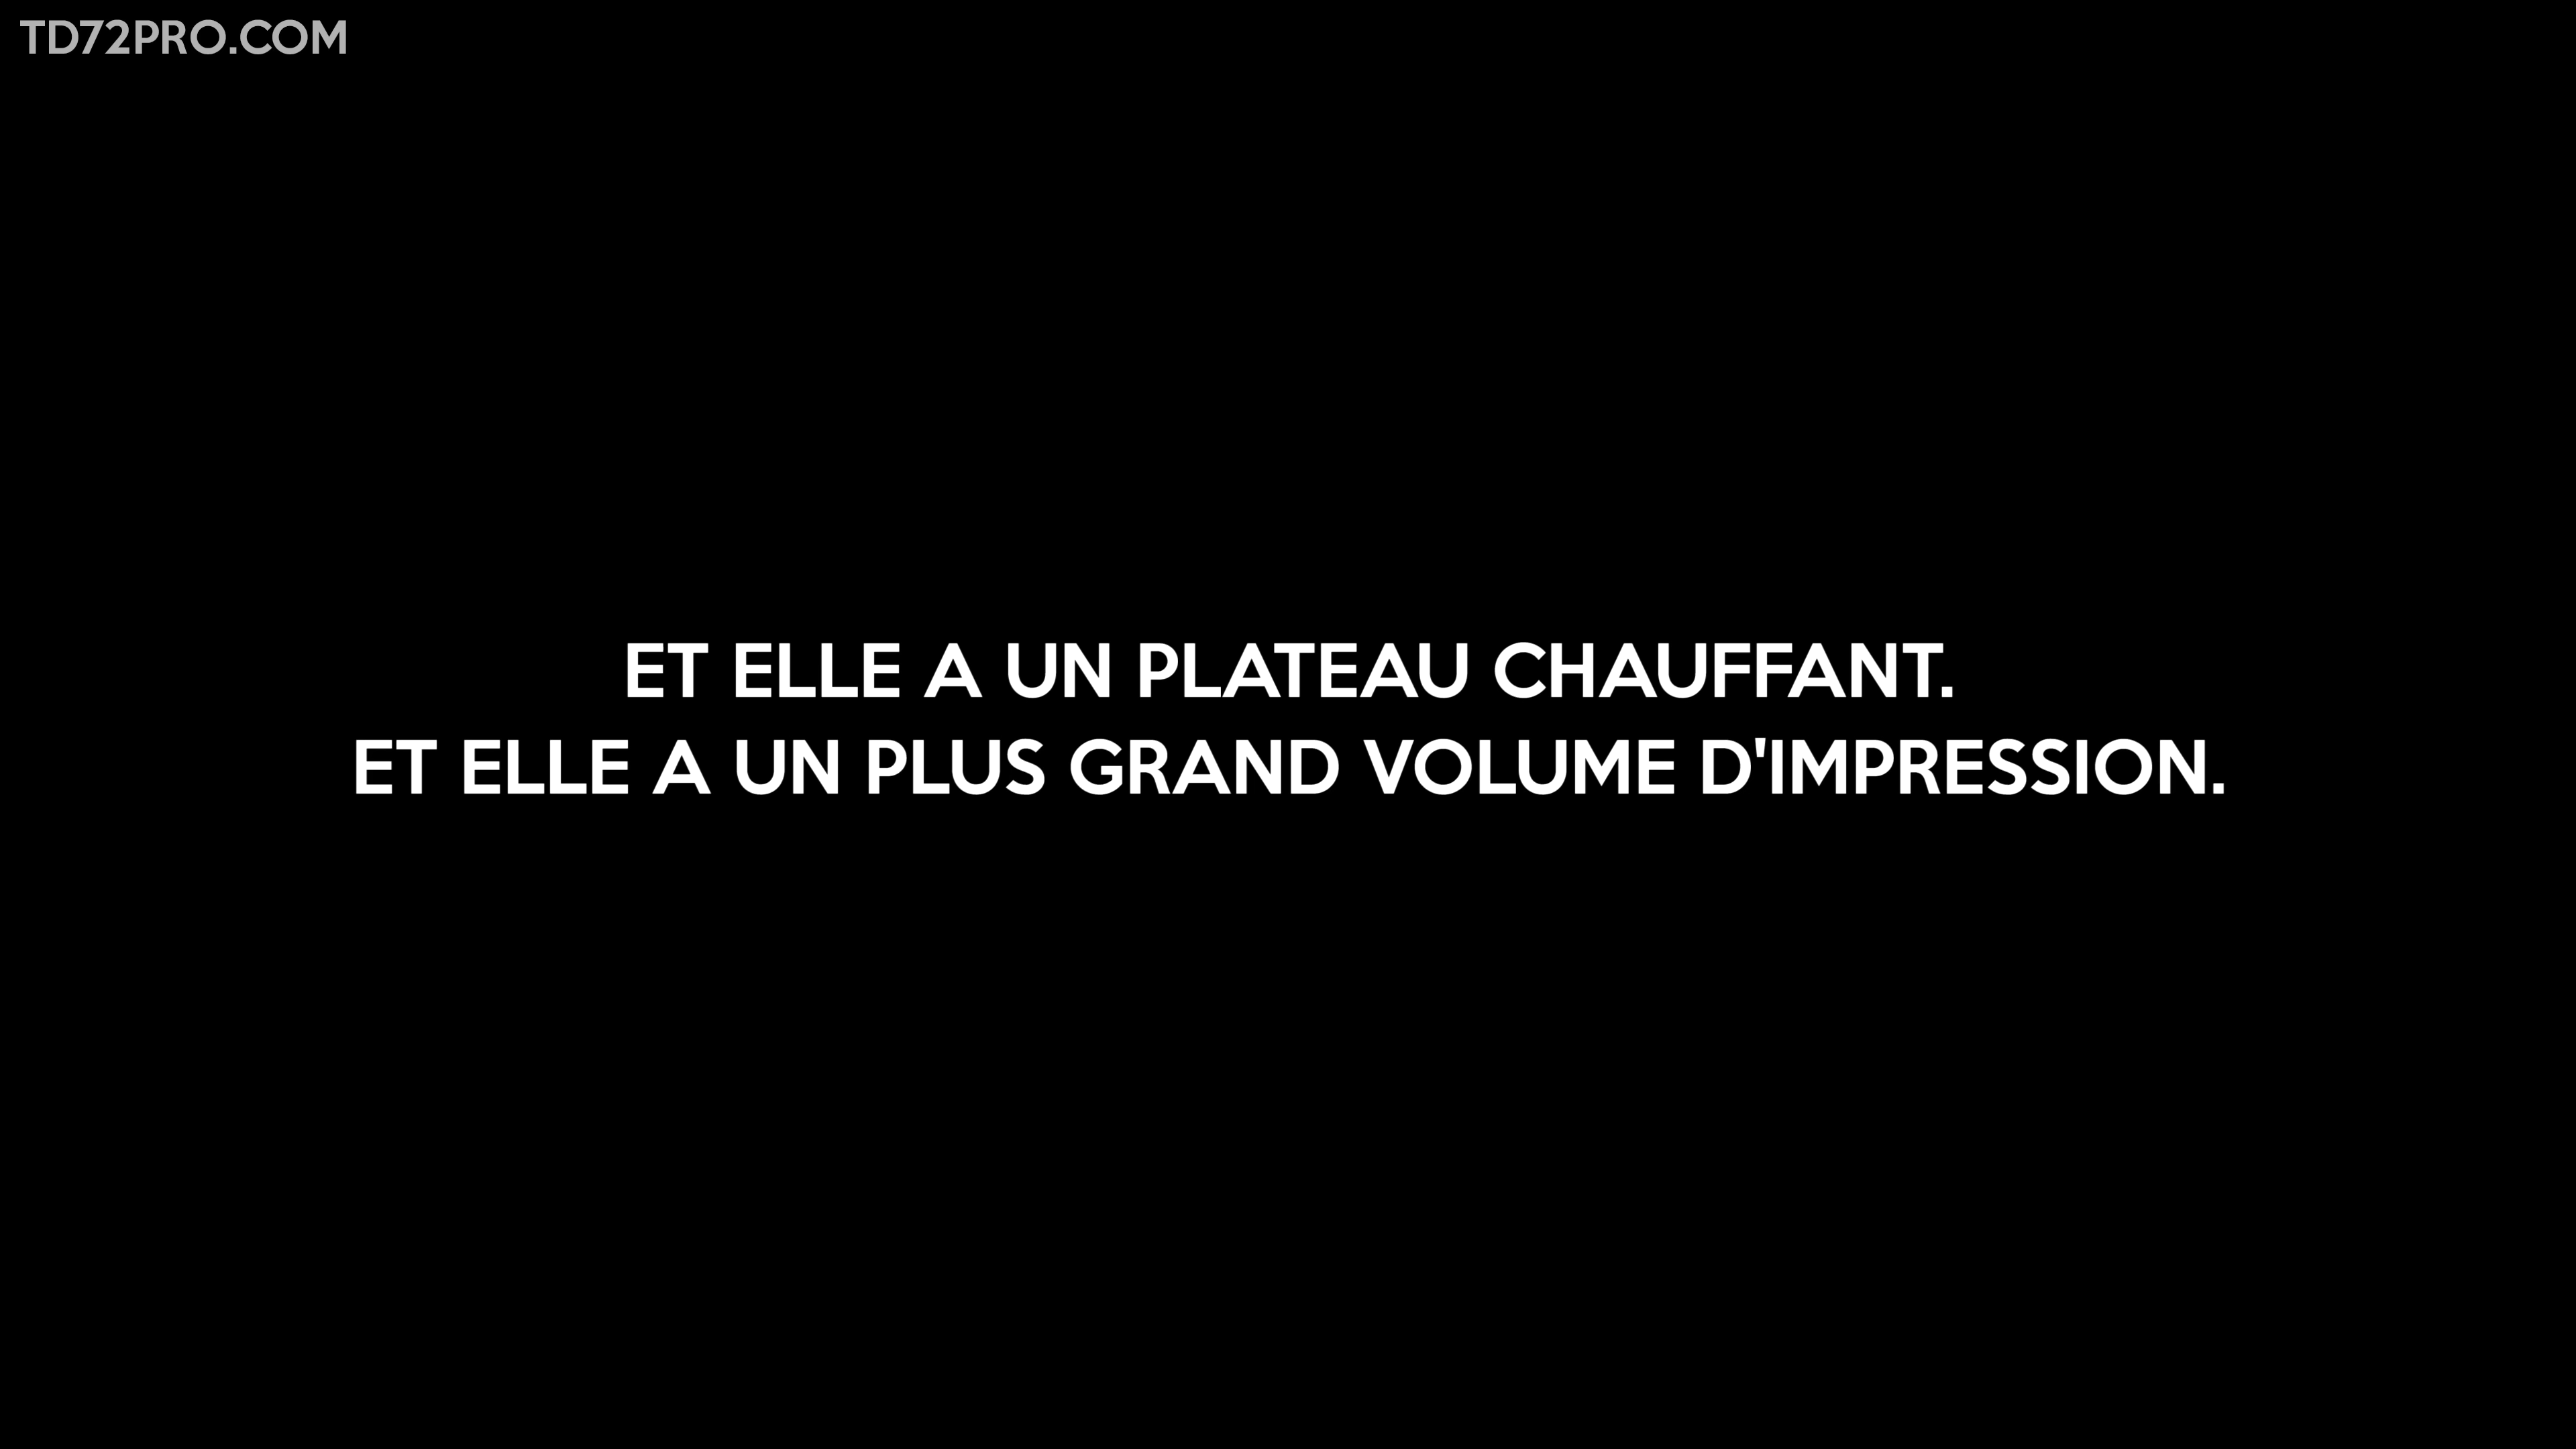 TD72PRO.COM
ET ELLE A UN PLATEAU CHAUFFANT.
ET ELLE A UN PLUS GRAND VOLUME D'IMPRESSION.